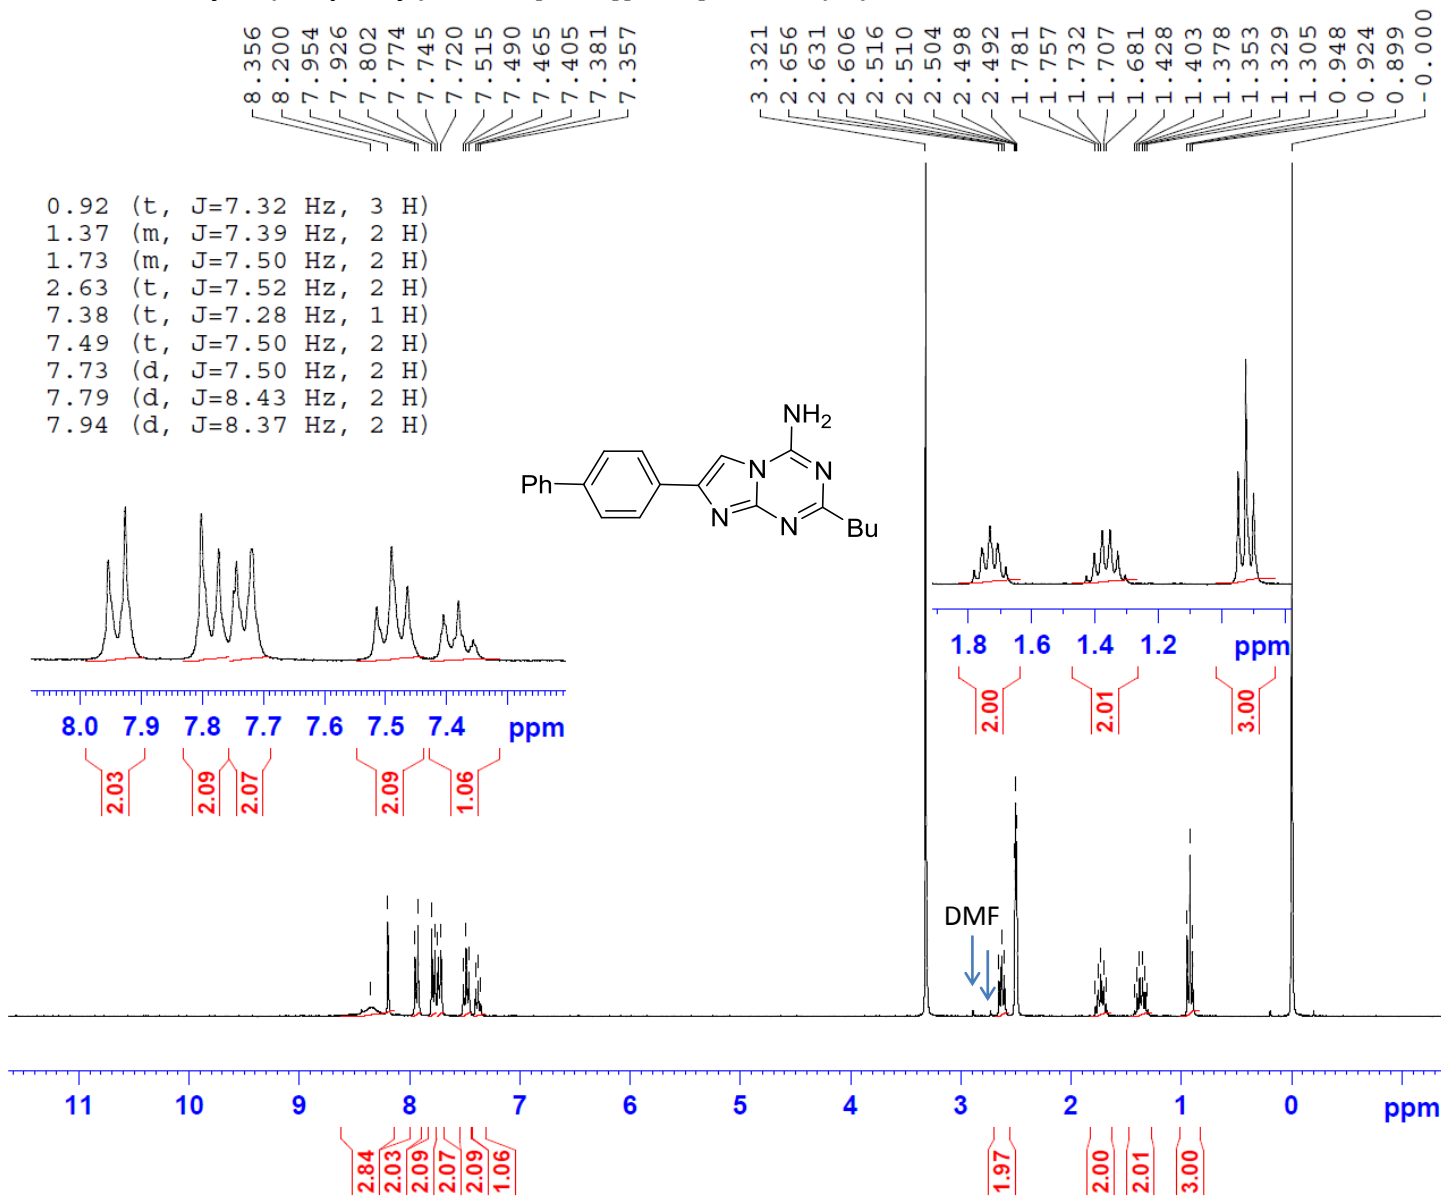 8.356
8.200
7.954
7.926
7.802
7.774
7.745
7.720
7.515
7.490
7.465
7.405
7.381
7.357
3.321
2.656
2.631
2.606
2.516
2.510
2.504
2.498
2.492
1.781
1.757
1.732
1.707
1.681
1.428
1.403
1.378
1.353
1.329
1.305
0.948
0.924
0.899
-0.000
0.92 (t, J=7.32 Hz, 3 H)
1.37 (m, J=7.39 Hz, 2 H)
1.73 (m, J=7.50 Hz, 2 H)
2.63 (t, J=7.52 Hz, 2 H)
7.38 (t, J=7.28 Hz, 1 H)
7.49 (t, J=7.50 Hz, 2 H)
7.73 (d, J=7.50 Hz, 2 H)
7.79 (d, J=8.43 Hz, 2 H)
7.94 (d, J=8.37 Hz, 2 H)
NH2
N
N
Ph
N
N
Bu
1.8 1.6 1.4 1.2 ppm
2.00 2.01 3.00
8.0 7.9 7.8 7.7 7.6 7.5 7.4 ppm
2.03 2.09 2.07 2.09 1.06
DMF
11 10 9 8 7 6 5 4 3 2 1 0 ppm
2.84 2.03 2.09 2.07 2.09 1.06 1.97 2.00 2.01 3.00